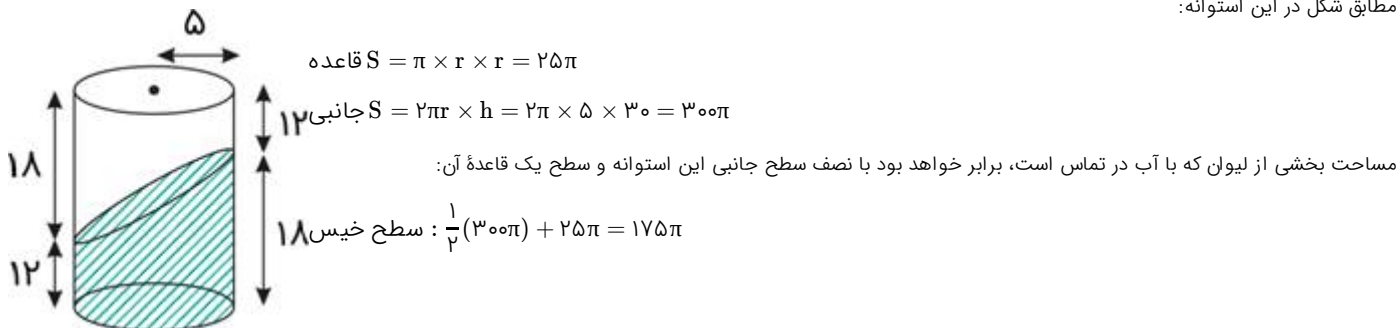 مطابق شکل در این استوانه:
۵
قاعده S = π × r × r = ۲۵π
۱۲
جانبی S = ۲πr × h = ۲π × ۵ × ۳۰ = ۳۰۰π
۱۸
مساحت بخشی از لیوان که با آب در تماس است، برابر خواهد بود با نصف سطح جانبی این استوانه و سطح یک قاعدهٔ آن:
۱۸
سطح خیس : ۱/۲(۳۰۰π) + ۲۵π = ۱۷۵π
۱۲